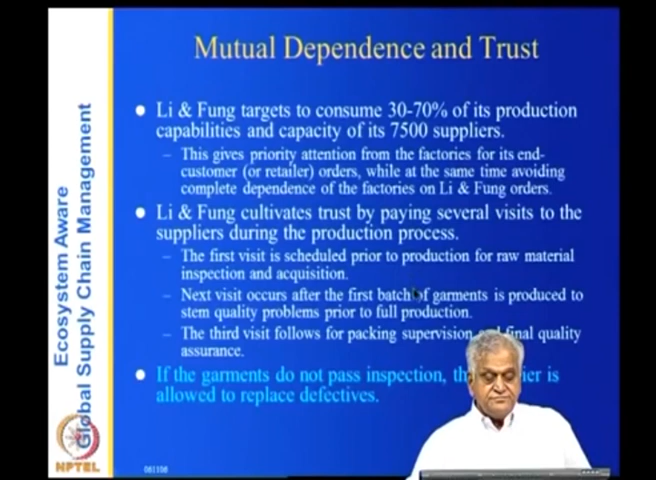 Mutual Dependence and Trust
Li & Fung targets to consume 30-70% of its production
capabilities and capacity of its 7500 suppliers.
– This gives priority attention from the factories for its end-
customer (or retailer) orders, while at the same time avoiding
complete dependence of the factories on Li & Fung orders.
Li & Fung cultivates trust by paying several visits to the
suppliers during the production process.
– The first visit is scheduled prior to production for raw material
inspection and acquisition.
– Next visit occurs after the first batch of garments is produced to
stem quality problems prior to full production.
– The third visit follows for packing supervision and final quality
assurance.
If the garments do not pass inspection, is
allowed to replace defectives.
Ecosystem Aware
Global Supply Chain Management
NPTEL